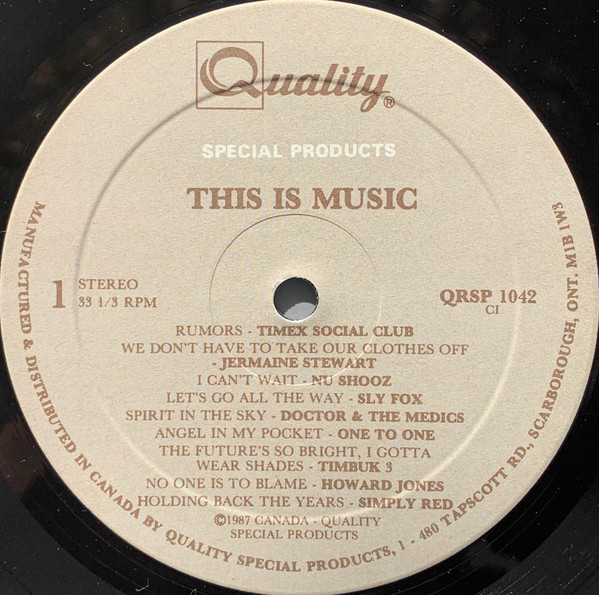 Quality®
SPECIAL PRODUCTS
THIS IS MUSIC
1
STEREO
33 1/3 RPM
QRSP 1042
CI
RUMORS - TIMEX SOCIAL CLUB
WE DON'T HAVE TO TAKE OUR CLOTHES OFF
- JERMAINE STEWART
I CAN'T WAIT - NU SHOOZ
LET'S GO ALL THE WAY - SLY FOX
SPIRIT IN THE SKY - DOCTOR & THE MEDICS
ANGEL IN MY POCKET - ONE TO ONE
THE FUTURE'S SO BRIGHT, I GOTTA
WEAR SHADES - TIMBUK 3
NO ONE IS TO BLAME - HOWARD JONES
HOLDING BACK THE YEARS - SIMPLY RED
©1987 CANADA - QUALITY
SPECIAL PRODUCTS
MANUFACTURED & DISTRIBUTED IN CANADA BY QUALITY SPECIAL PRODUCTS, 1 - 480 TAPSCOTT RD., SCARBOROUGH, ONT. M1B 1W3